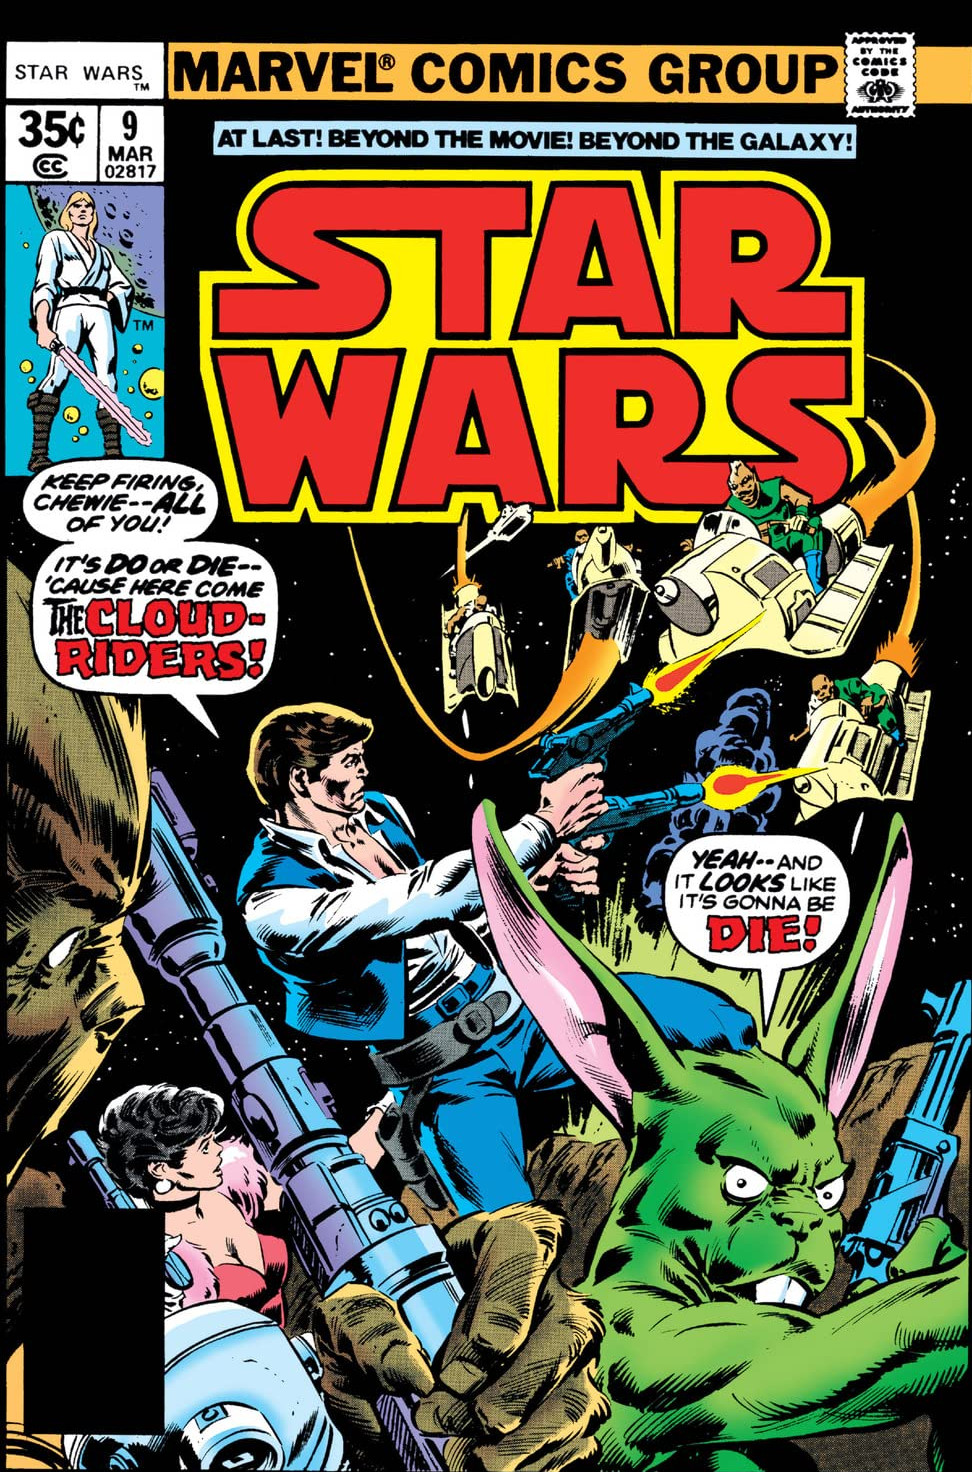 STAR WARS TM
MARVEL® COMICS GROUP
APPROVED
BY THE
COMICS
CODE
AUTHORITY
35¢
CC
9
MAR
02817
AT LAST! BEYOND THE MOVIE! BEYOND THE GALAXY!
STAR
WARS
TM
KEEP FIRING,
CHEWIE--ALL
OF YOU!
IT'S DO OR DIE--
'CAUSE HERE COME
THE CLOUD-
RIDERS!
YEAH--AND
IT LOOKS LIKE
IT'S GONNA BE
DIE!